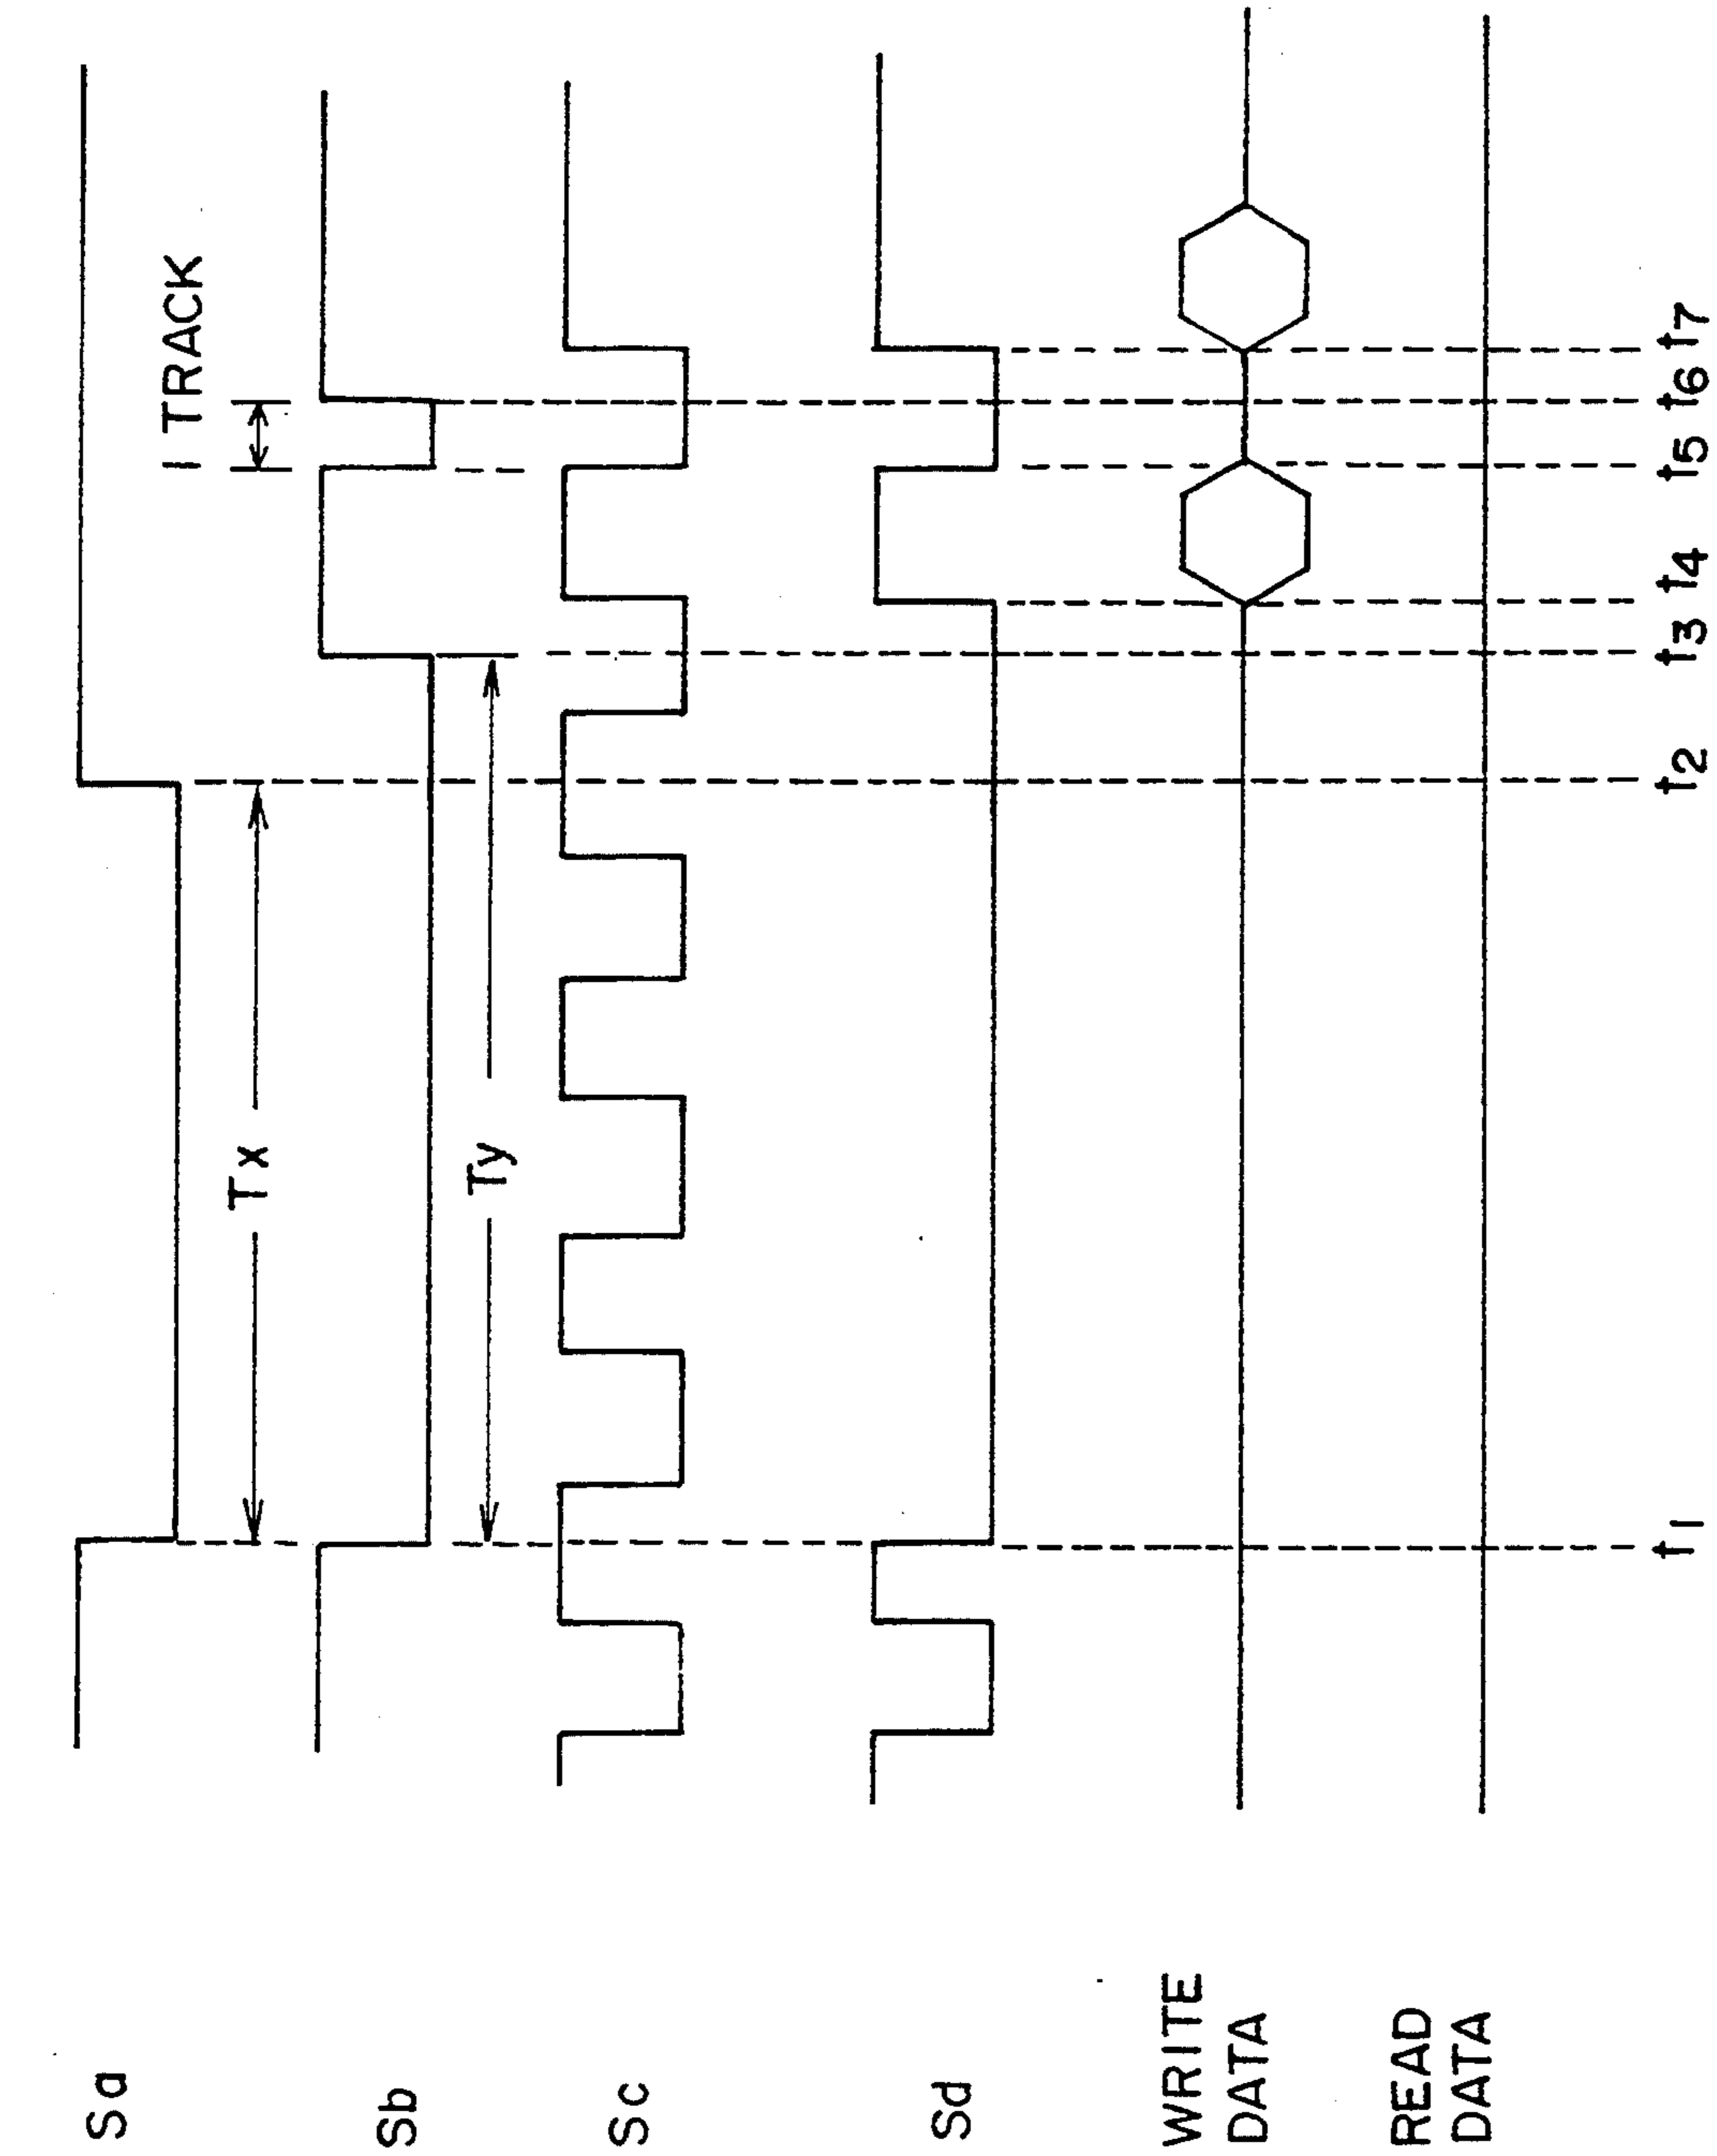 Sa
1 TRACK
Tx
Sb
Ty
Sc
Sd
WRITE
DATA
READ
DATA
t1 t2 t3 t4 t5 t6 t7